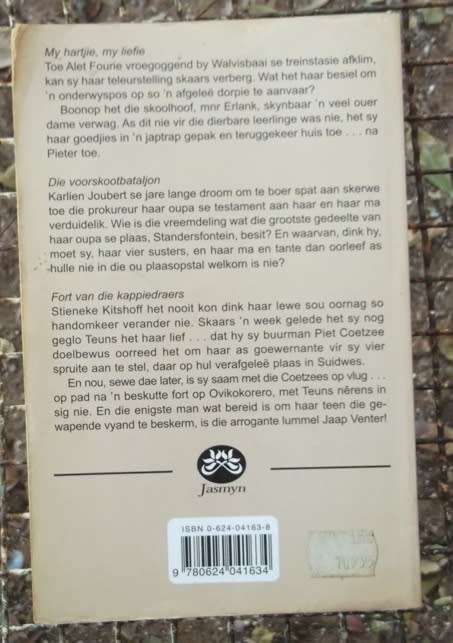 My hartjie, my liefie
Toe Alet Fourie vroegoggend by Walvisbaai se treinstasie afklim,
kan sy haar teleurstelling skaars verberg. Wat het haar besiel om
'n onderwyspos op so 'n afgeleë dorpie te aanvaar?
Boonop het die skoolhoof, mnr Erlank, skynbaar 'n veel ouer
dame verwag. As dit nie vir die dierbare leerlinge was nie, het sy
haar goedjies in 'n japtrap gepak en teruggekeer huis toe . . . na
Pieter toe.
Die voorskootbataljon
Karlien Joubert se jare lange droom om te boer spat aan skerwe
toe die prokureur haar oupa se testament aan haar en haar ma
verduidelik. Wie is die vreemdeling wat die grootste gedeelte van
haar oupa se plaas, Standersfontein, besit? En waarvan, dink hy,
moet sy, haar vier susters, en haar ma en tante dan oorleef as
hulle nie in die ou plaasopstal welkom is nie?
Fort van die kappiedraers
Stieneke Kitshoff het nooit kon dink haar lewe sou oornag so
handomkeer verander nie. Skaars 'n week gelede het sy nog
geglo Teuns het haar lief . . . dat hy sy buurman Piet Coetzee
doelbewus oorreed het om haar as goewernante vir sy vier
spruite aan te stel, daar op hul verafgeleë plaas in Suidwes.
En nou, sewe dae later, is sy saam met die Coetzees op vlug . . .
op pad na 'n beskutte fort op Ovikokorero, met Teuns nêrens in
sig nie. En die enigste man wat bereid is om haar teen die ge-
wapende vyand te beskerm, is die arrogante lummel Jaap Venter!
Jasmyn
ISBN 0-624-04163-8
9 780624 041634